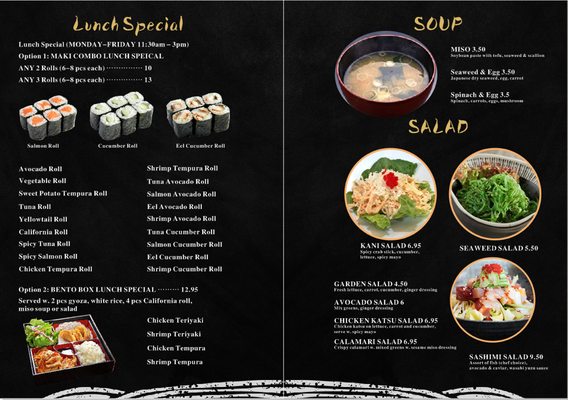 Lunch Special
Lunch Special (MONDAY-FRIDAY 11:30am - 3pm)
Option 1: MAKI COMBO LUNCH SPEICAL
ANY 2 Rolls (6-8 pcs each) ·············· 10
ANY 3 Rolls (6-8 pcs each) ·············· 13
Salmon Roll
Cucumber Roll
Eel Cucumber Roll
Avocado Roll
Vegetable Roll
Sweet Potato Tempura Roll
Tuna Roll
Yellowtail Roll
California Roll
Spicy Tuna Roll
Spicy Salmon Roll
Chicken Tempura Roll
Shrimp Tempura Roll
Tuna Avocado Roll
Salmon Avocado Roll
Eel Avocado Roll
Shrimp Avocado Roll
Tuna Cucumber Roll
Salmon Cucumber Roll
Eel Cucumber Roll
Shrimp Cucumber Roll
Option 2: BENTO BOX LUNCH SPECIAL ········· 12.95
Served w. 2 pcs gyoza, white rice, 4 pcs California roll,
miso soup or salad
Chicken Teriyaki
Shrimp Teriyaki
Chicken Tempura
Shrimp Tempura
SOUP
MISO 3.50
Soybean paste with tofu, seaweed & scallion
Seaweed & Egg 3.50
Japanese dry seaweed, egg, carrot
Spinach & Egg 3.5
Spinach, carrots, eggs, mushroom
SALAD
KANI SALAD 6.95
Spicy crab stick, cucumber,
lettuce, spicy mayo
SEAWEED SALAD 5.50
GARDEN SALAD 4.50
Fresh lettuce, carrot, cucumber, ginger dressing
AVOCADO SALAD 6
Mix greens, ginger dressing
CHICKEN KATSU SALAD 6.95
Chicken katsu on lettuce, carrot and cucumber,
serve w. spicy mayo
CALAMARI SALAD 6.95
Crispy calamari w. mixed greens w. sesame miso dressing
SASHIMI SALAD 9.50
Assort of fish (chef choice),
avocado & caviar, wasabi yuzu sauce